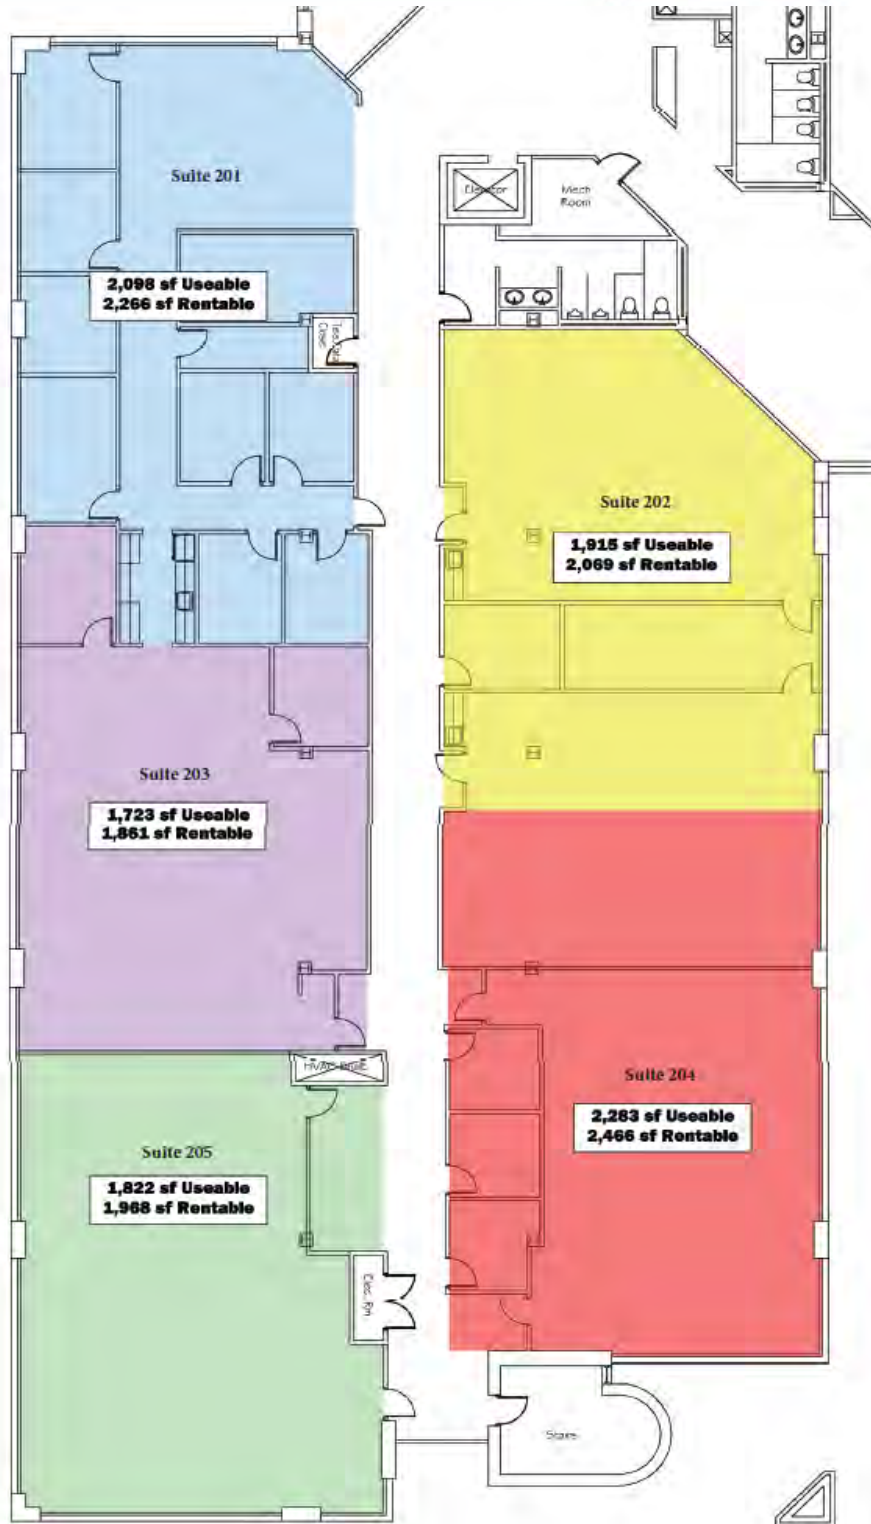 Suite 201
2,098 sf Useable
2,266 sf Rentable
Elevator
Mech
Room
Suite 202
1,915 sf Useable
2,069 sf Rentable
Suite 203
1,723 sf Useable
1,861 sf Rentable
Suite 204
2,283 sf Useable
2,466 sf Rentable
Suite 205
1,822 sf Useable
1,968 sf Rentable
Elec. Rm
Stairs